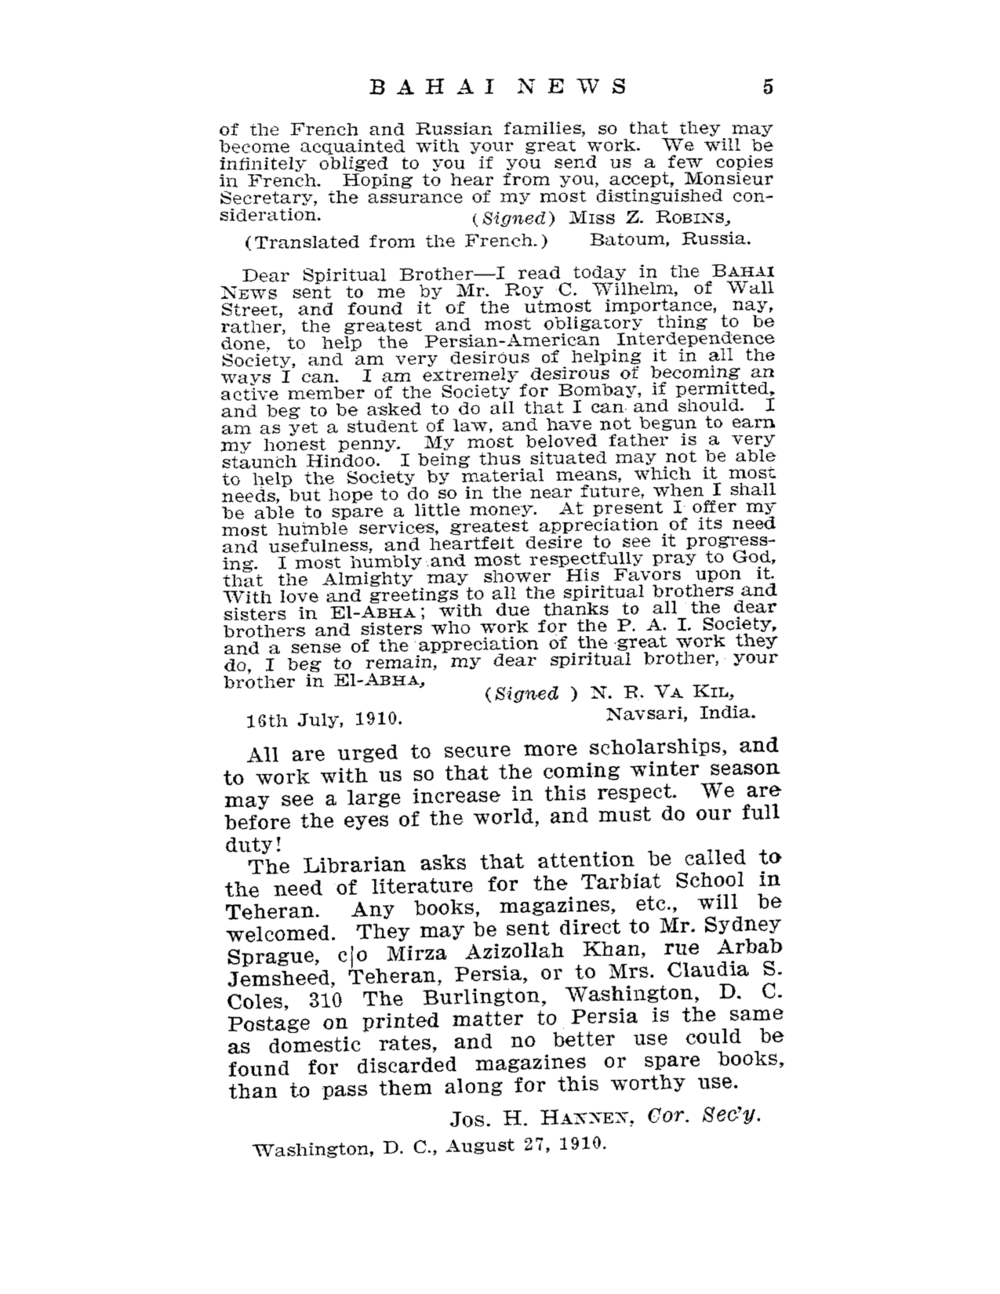 BAHAI NEWS 5
of the French and Russian families, so that they may
become acquainted with your great work. We will be
infinitely obliged to you if you send us a few copies
in French. Hoping to hear from you, accept, Monsieur
Secretary, the assurance of my most distinguished con-
sideration. (Signed) MISS Z. ROBINS,
(Translated from the French.) Batoum, Russia.
Dear Spiritual Brother—I read today in the BAHAI
NEWS sent to me by Mr. Roy C. Wilhelm, of Wall
Street, and found it of the utmost importance, nay,
rather, the greatest and most obligatory thing to be
done, to help the Persian-American Interdependence
Society, and am very desirous of helping it in all the
ways I can. I am extremely desirous of becoming an
active member of the Society for Bombay, if permitted,
and beg to be asked to do all that I can and should. I
am as yet a student of law, and have not begun to earn
my honest penny. My most beloved father is a very
staunch Hindoo. I being thus situated may not be able
to help the Society by material means, which it most
needs, but hope to do so in the near future, when I shall
be able to spare a little money. At present I offer my
most humble services, greatest appreciation of its need
and usefulness, and heartfelt desire to see it progress-
ing. I most humbly and most respectfully pray to God,
that the Almighty may shower His Favors upon it.
With love and greetings to all the spiritual brothers and
sisters in El-ABHA; with due thanks to all the dear
brothers and sisters who work for the P. A. I. Society,
and a sense of the appreciation of the great work they
do, I beg to remain, my dear spiritual brother, your
brother in El-ABHA,
(Signed ) N. R. VA KIL,
16th July, 1910. Navsari, India.
All are urged to secure more scholarships, and
to work with us so that the coming winter season
may see a large increase in this respect. We are
before the eyes of the world, and must do our full
duty!
The Librarian asks that attention be called to
the need of literature for the Tarbiat School in
Teheran. Any books, magazines, etc., will be
welcomed. They may be sent direct to Mr. Sydney
Sprague, c|o Mirza Azizollah Khan, rue Arbab
Jemsheed, Teheran, Persia, or to Mrs. Claudia S.
Coles, 310 The Burlington, Washington, D. C.
Postage on printed matter to Persia is the same
as domestic rates, and no better use could be
found for discarded magazines or spare books,
than to pass them along for this worthy use.
JOS. H. HANNEN, Cor. Sec'y.
Washington, D. C., August 27, 1910.